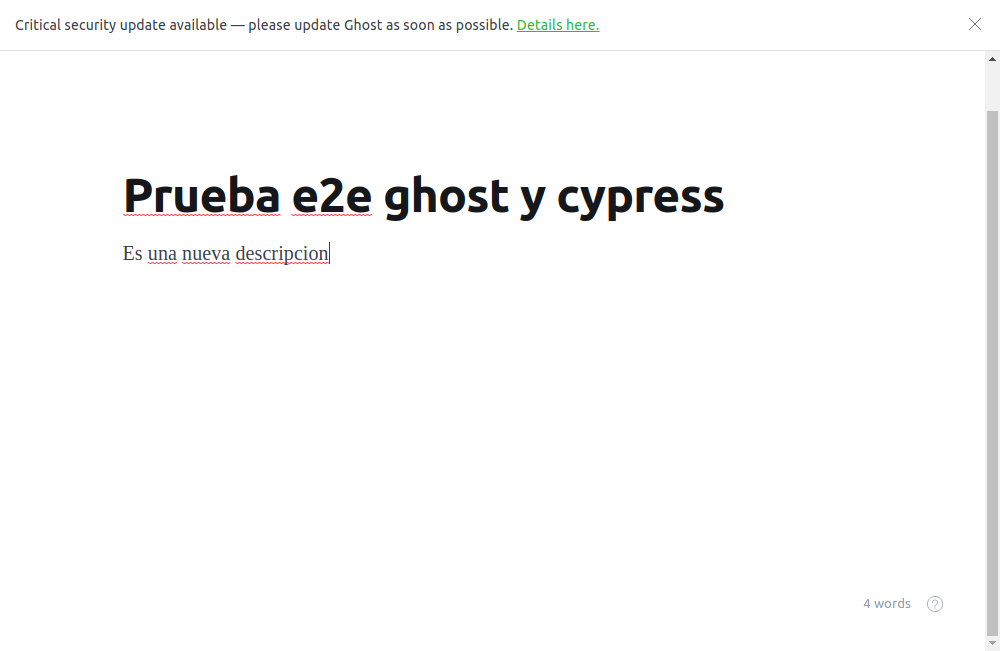 Critical security update available — please update Ghost as soon as possible. Details here.
Prueba e2e ghost y cypress
Es una nueva descripcion
4 words
?